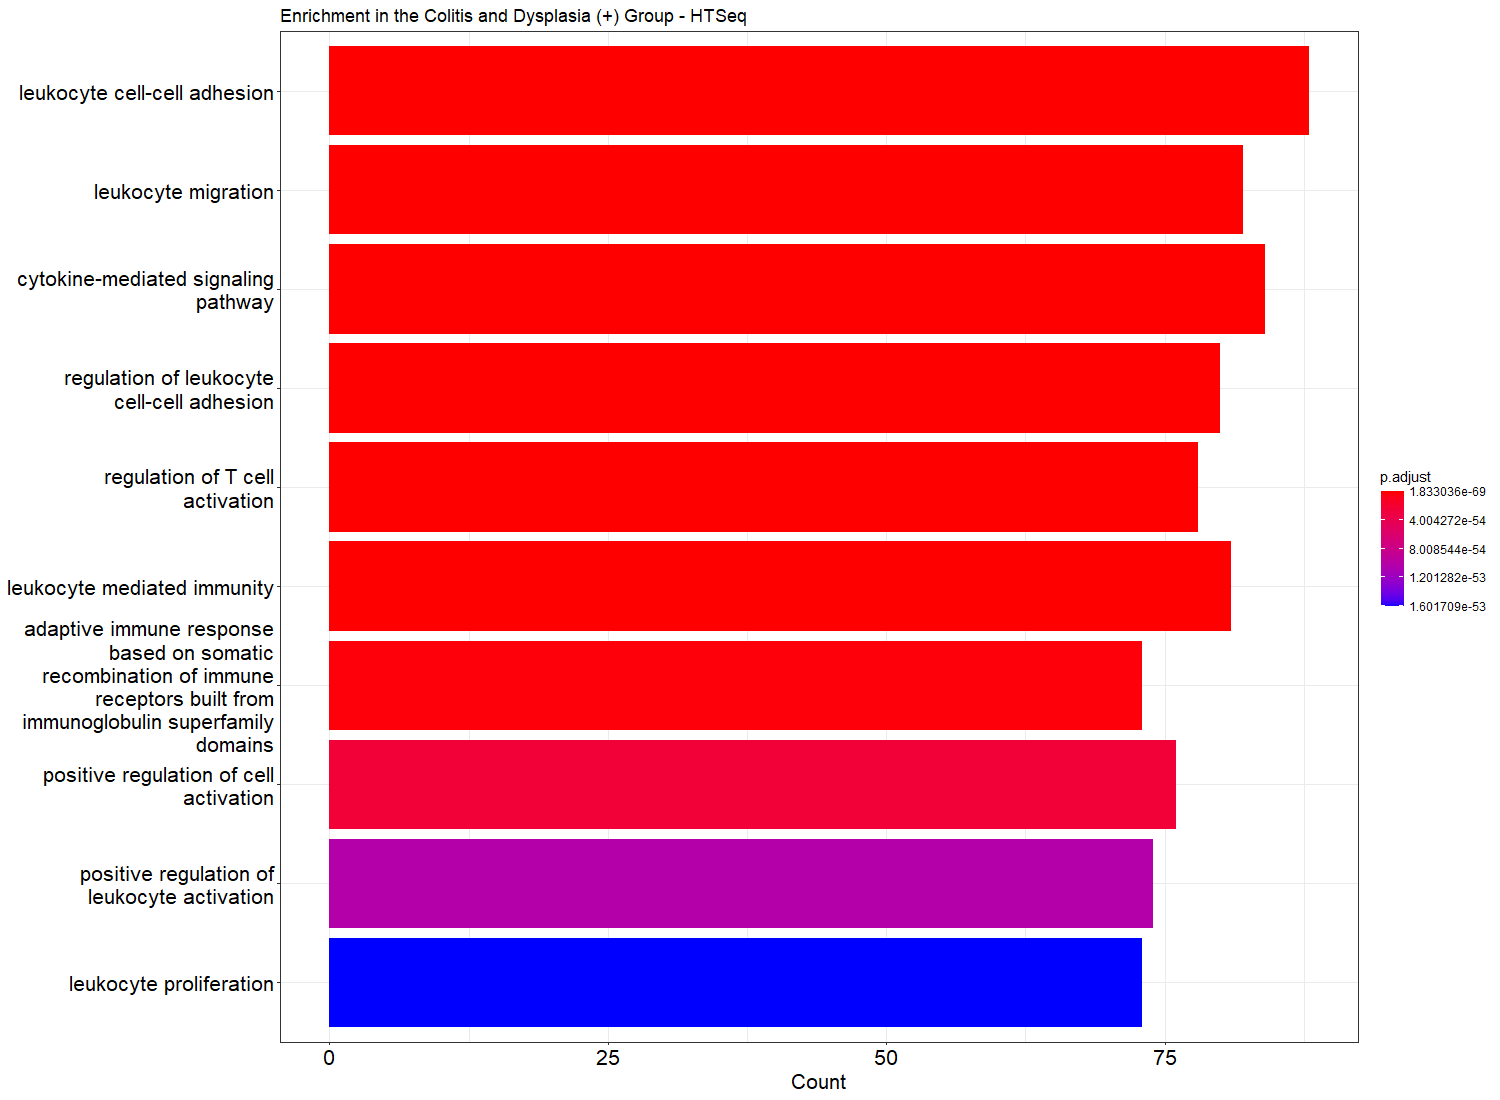 Enrichment in the Colitis and Dysplasia (+) Group - HTSeq
leukocyte cell-cell adhesion
leukocyte migration
cytokine-mediated signaling
pathway
regulation of leukocyte
cell-cell adhesion
regulation of T cell
activation
leukocyte mediated immunity
adaptive immune response
based on somatic
recombination of immune
receptors built from
immunoglobulin superfamily
domains
positive regulation of cell
activation
positive regulation of
leukocyte activation
leukocyte proliferation
0
25
50
75
Count
p.adjust
1.833036e-69
4.004272e-54
8.008544e-54
1.201282e-53
1.601709e-53